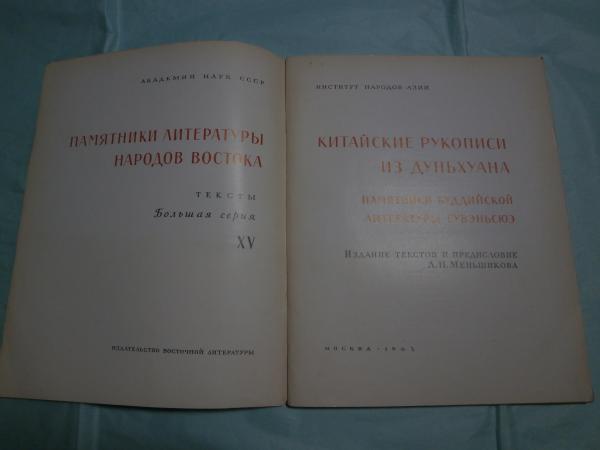 АКАДЕМИЯ НАУК СССР
ПАМЯТНИКИ ЛИТЕРАТУРЫ
НАРОДОВ ВОСТОКА
ТЕКСТЫ
Большая серия
XV
ИЗДАТЕЛЬСТВО ВОСТОЧНОЙ ЛИТЕРАТУРЫ
ИНСТИТУТ НАРОДОВ АЗИИ
КИТАЙСКИЕ РУКОПИСИ
ИЗ ДУНЬХУАНА
ПАМЯТНИКИ БУДДИЙСКОЙ
ЛИТЕРАТУРЫ СУВЭНЬСЮЭ
ИЗДАНИЕ ТЕКСТОВ И ПРЕДИСЛОВИЕ
Л.Н. МЕНЬШИКОВА
МОСКВА